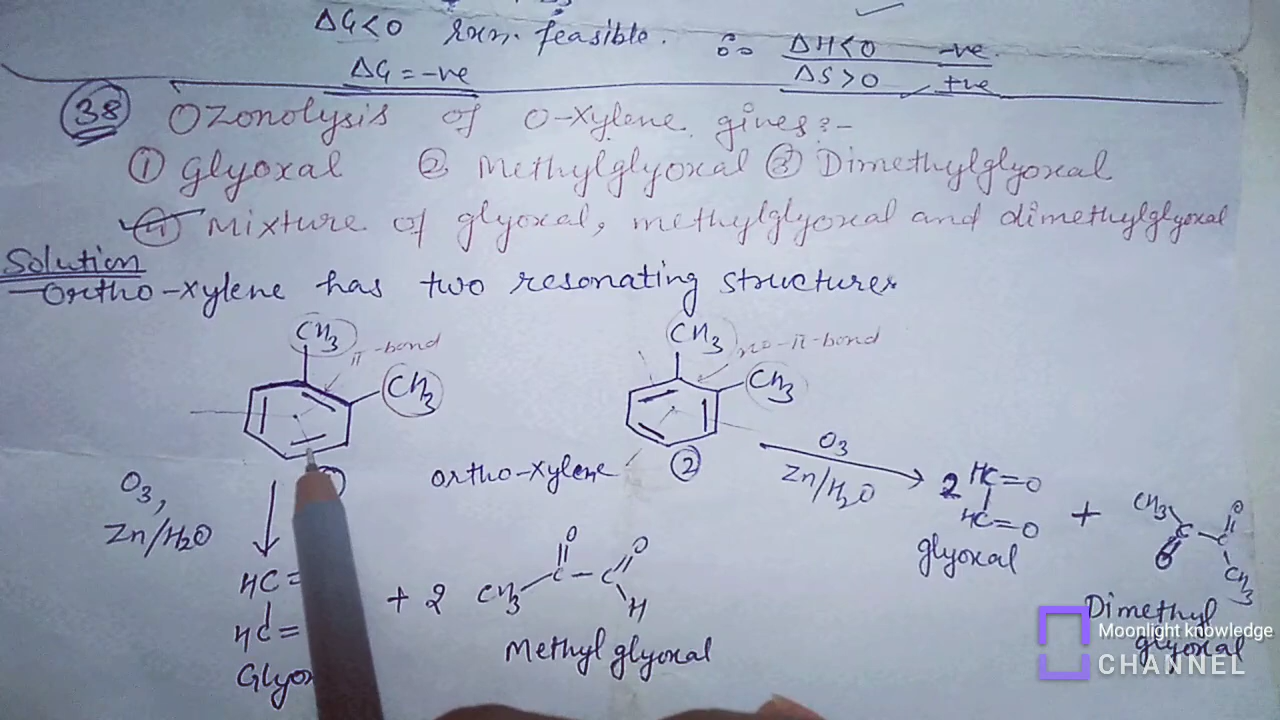 ΔG<0 rxn. feasible. ∴ ΔH<0 -ve
ΔG = -ve ΔS>0 +ve
38 Ozonolysis of O-Xylene gives:-
① Glyoxal ② Methylglyoxal ③ Dimethylglyoxal
④ Mixture of glyoxal, methylglyoxal and dimethylglyoxal
Solution
Ortho-xylene has two resonating structures
CH3 π-bond CH3
CH3 no-π-bond CH3
Ortho-Xylene ②
O3,
Zn/H2O
O3
Zn/H2O
HC=
HC=
Glyox
+ 2 CH3 C O C O H
Methyl glyoxal
2 HC=O
HC=O
glyoxal
+ CH3 C O C O CH3
Dimethyl
glyoxal
Moonlight knowledge
CHANNEL